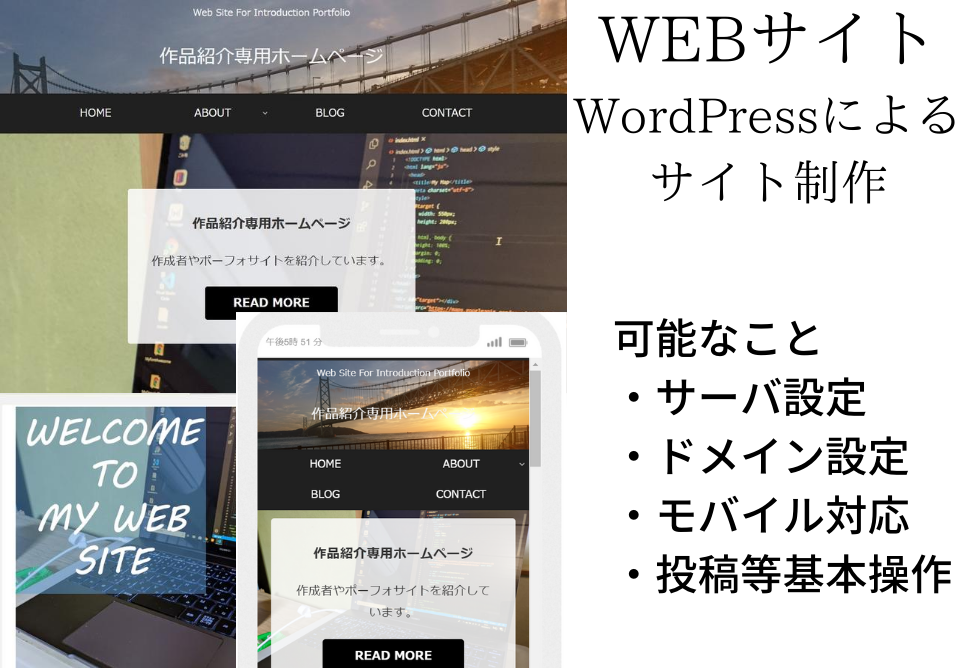 Web Site For Introduction Portfolio
作品紹介専用ホームページ
HOME ABOUT BLOG CONTACT
作品紹介専用ホームページ
作成者やポーフォサイトを紹介しています。
READ MORE
WELCOME
TO
MY WEB
SITE
午後5時 51 分
Web Site For Introduction Portfolio
作品紹介専用ホームページ
HOME ABOUT
BLOG CONTACT
作品紹介専用ホームページ
作成者やポーフォサイトを紹介して
います。
READ MORE
WEBサイト
WordPressによる
サイト制作
可能なこと
・サーバ設定
・ドメイン設定
・モバイル対応
・投稿等基本操作